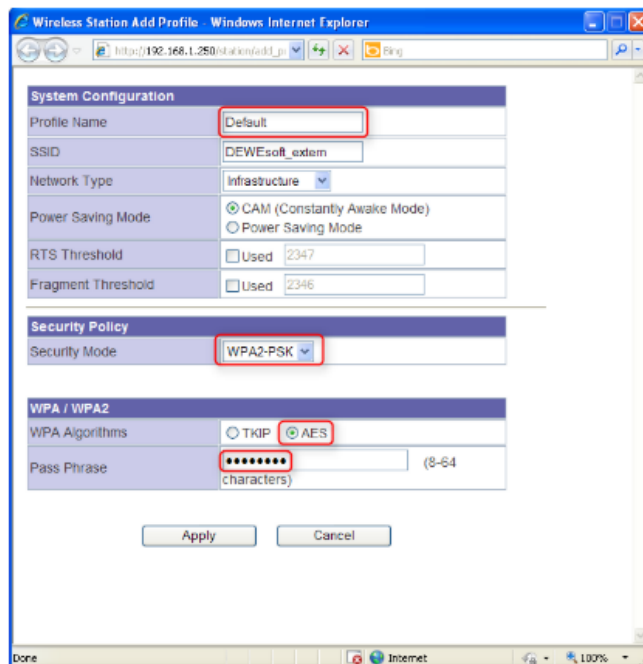 Wireless Station Add Profile - Windows Internet Explorer
http://192.168.1.250/station/add_p
Bing
System Configuration
Profile Name Default
SSID DEWEsoft_extern
Network Type Infrastructure
Power Saving Mode CAM (Constantly Awake Mode)
Power Saving Mode
RTS Threshold Used 2347
Fragment Threshold Used 2346
Security Policy
Security Mode WPA2-PSK
WPA / WPA2
WPA Algorithms TKIP AES
Pass Phrase •••••••• (8-64
characters)
Apply Cancel
Done Internet 100%